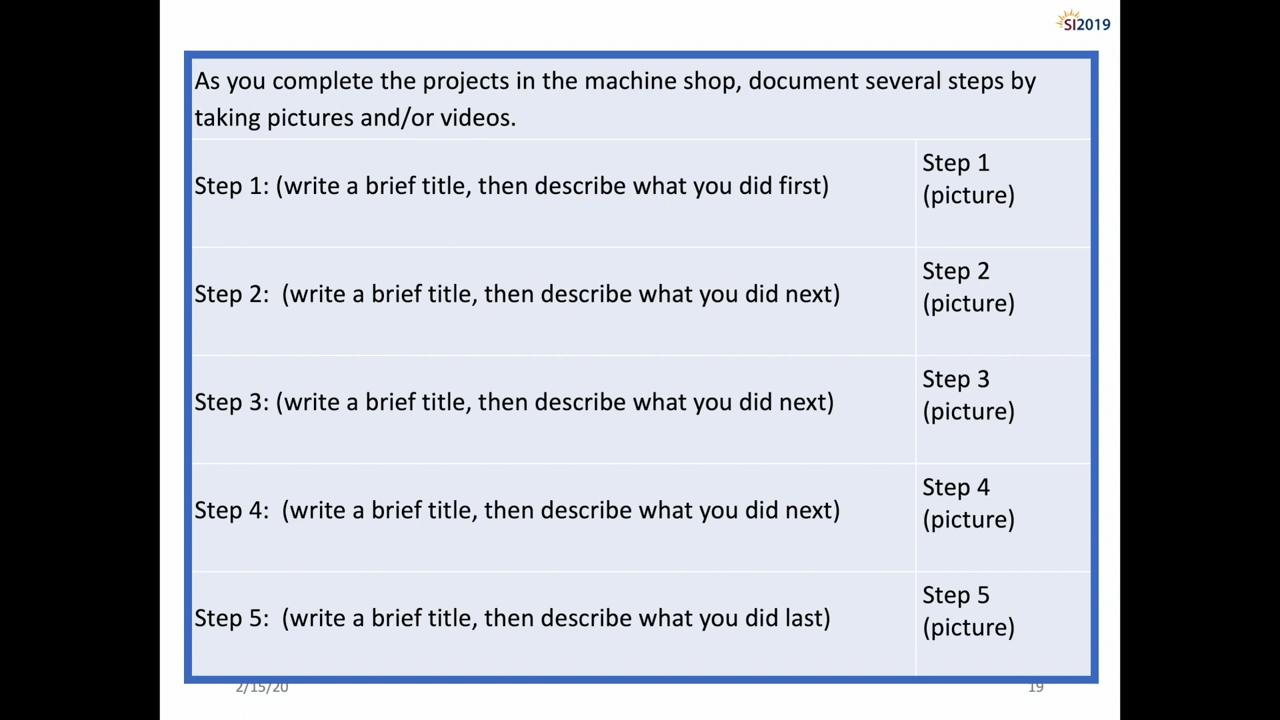 SI2019
As you complete the projects in the machine shop, document several steps by
taking pictures and/or videos.
Step 1: (write a brief title, then describe what you did first)
Step 1
(picture)
Step 2:  (write a brief title, then describe what you did next)
Step 2
(picture)
Step 3: (write a brief title, then describe what you did next)
Step 3
(picture)
Step 4:  (write a brief title, then describe what you did next)
Step 4
(picture)
Step 5:  (write a brief title, then describe what you did last)
Step 5
(picture)
2/15/20
19